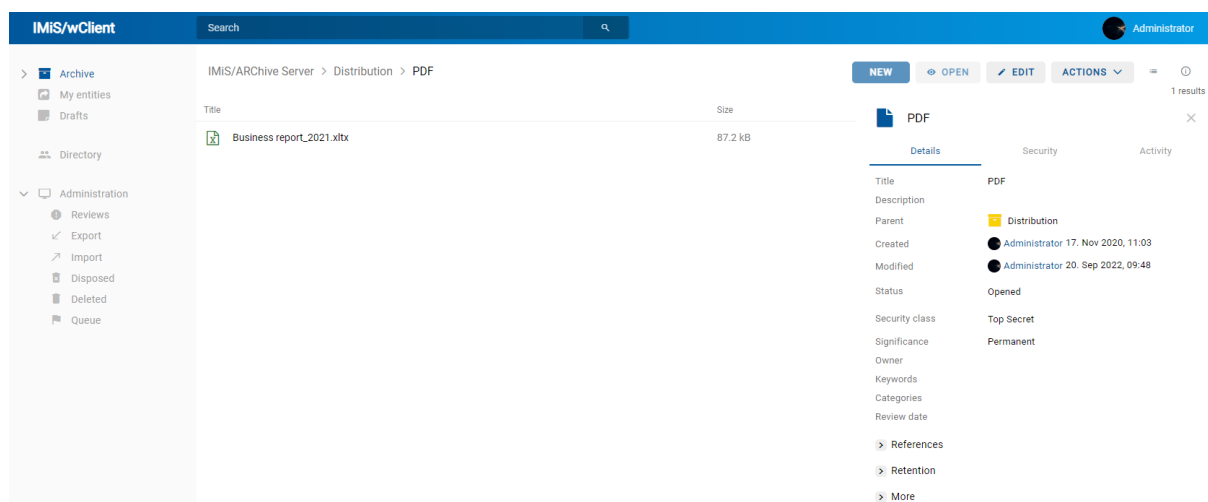 IMiS/wClient
Search
Administrator
Archive
My entities
Drafts
Directory
Administration
Reviews
Export
Import
Disposed
Deleted
Queue
IMiS/ARChive Server > Distribution > PDF
NEW OPEN EDIT ACTIONS
1 results
Title Size
Business report_2021.xltx 87.2 kB
PDF
Details Security Activity
Title PDF
Description
Parent Distribution
Created Administrator 17. Nov 2020, 11:03
Modified Administrator 20. Sep 2022, 09:48
Status Opened
Security class Top Secret
Significance Permanent
Owner
Keywords
Categories
Review date
> References
> Retention
> More